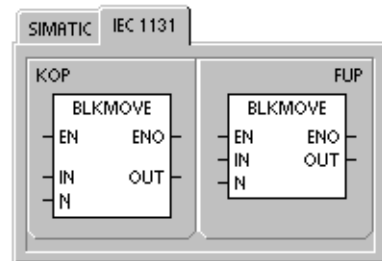 SIMATIC IEC 1131
KOP FUP
BLKMOVE BLKMOVE
EN ENO EN ENO
IN OUT IN OUT
N N